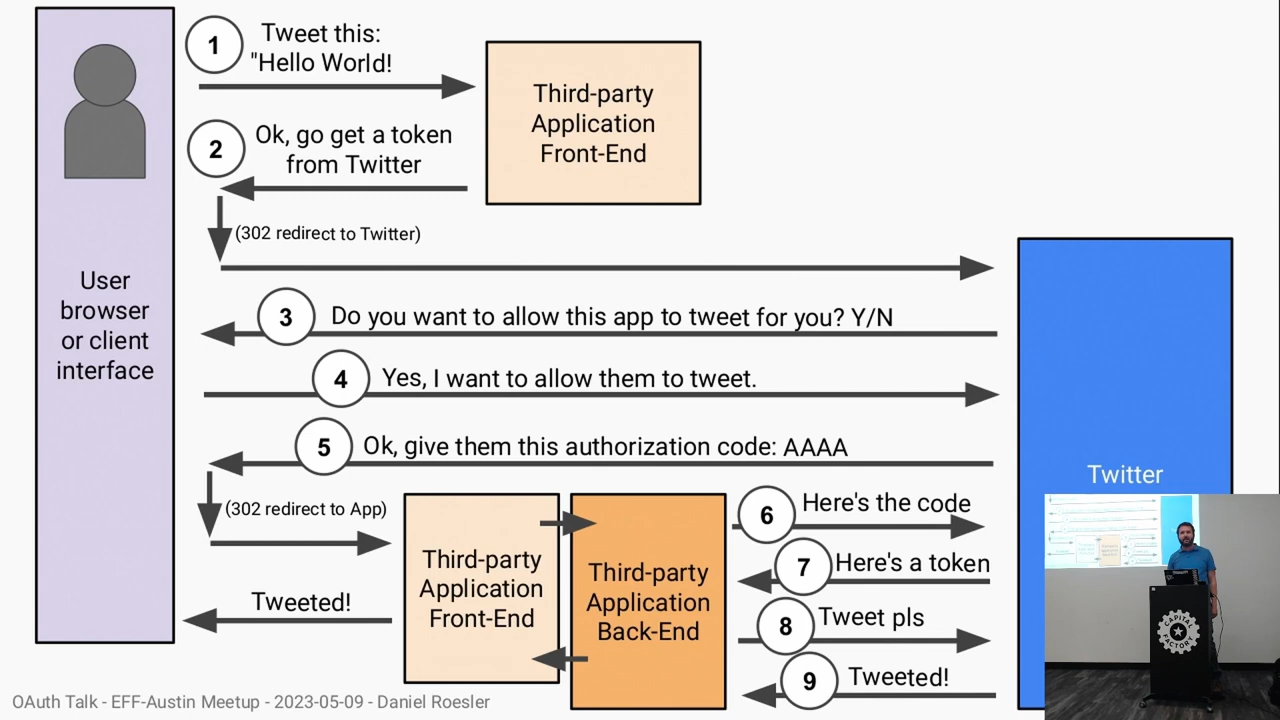 1
Tweet this:
"Hello World!
Third-party
Application
Front-End
2
Ok, go get a token
from Twitter
(302 redirect to Twitter)
User
browser
or client
interface
3
Do you want to allow this app to tweet for you? Y/N
4
Yes, I want to allow them to tweet.
5
Ok, give them this authorization code: AAAA
Twitter
(302 redirect to App)
Third-party
Application
Front-End
Third-party
Application
Back-End
6
Here's the code
7
Here's a token
8
Tweet pls
9
Tweeted!
Tweeted!
CAPITAL
FACTORY
OAuth Talk - EFF-Austin Meetup - 2023-05-09 - Daniel Roesler